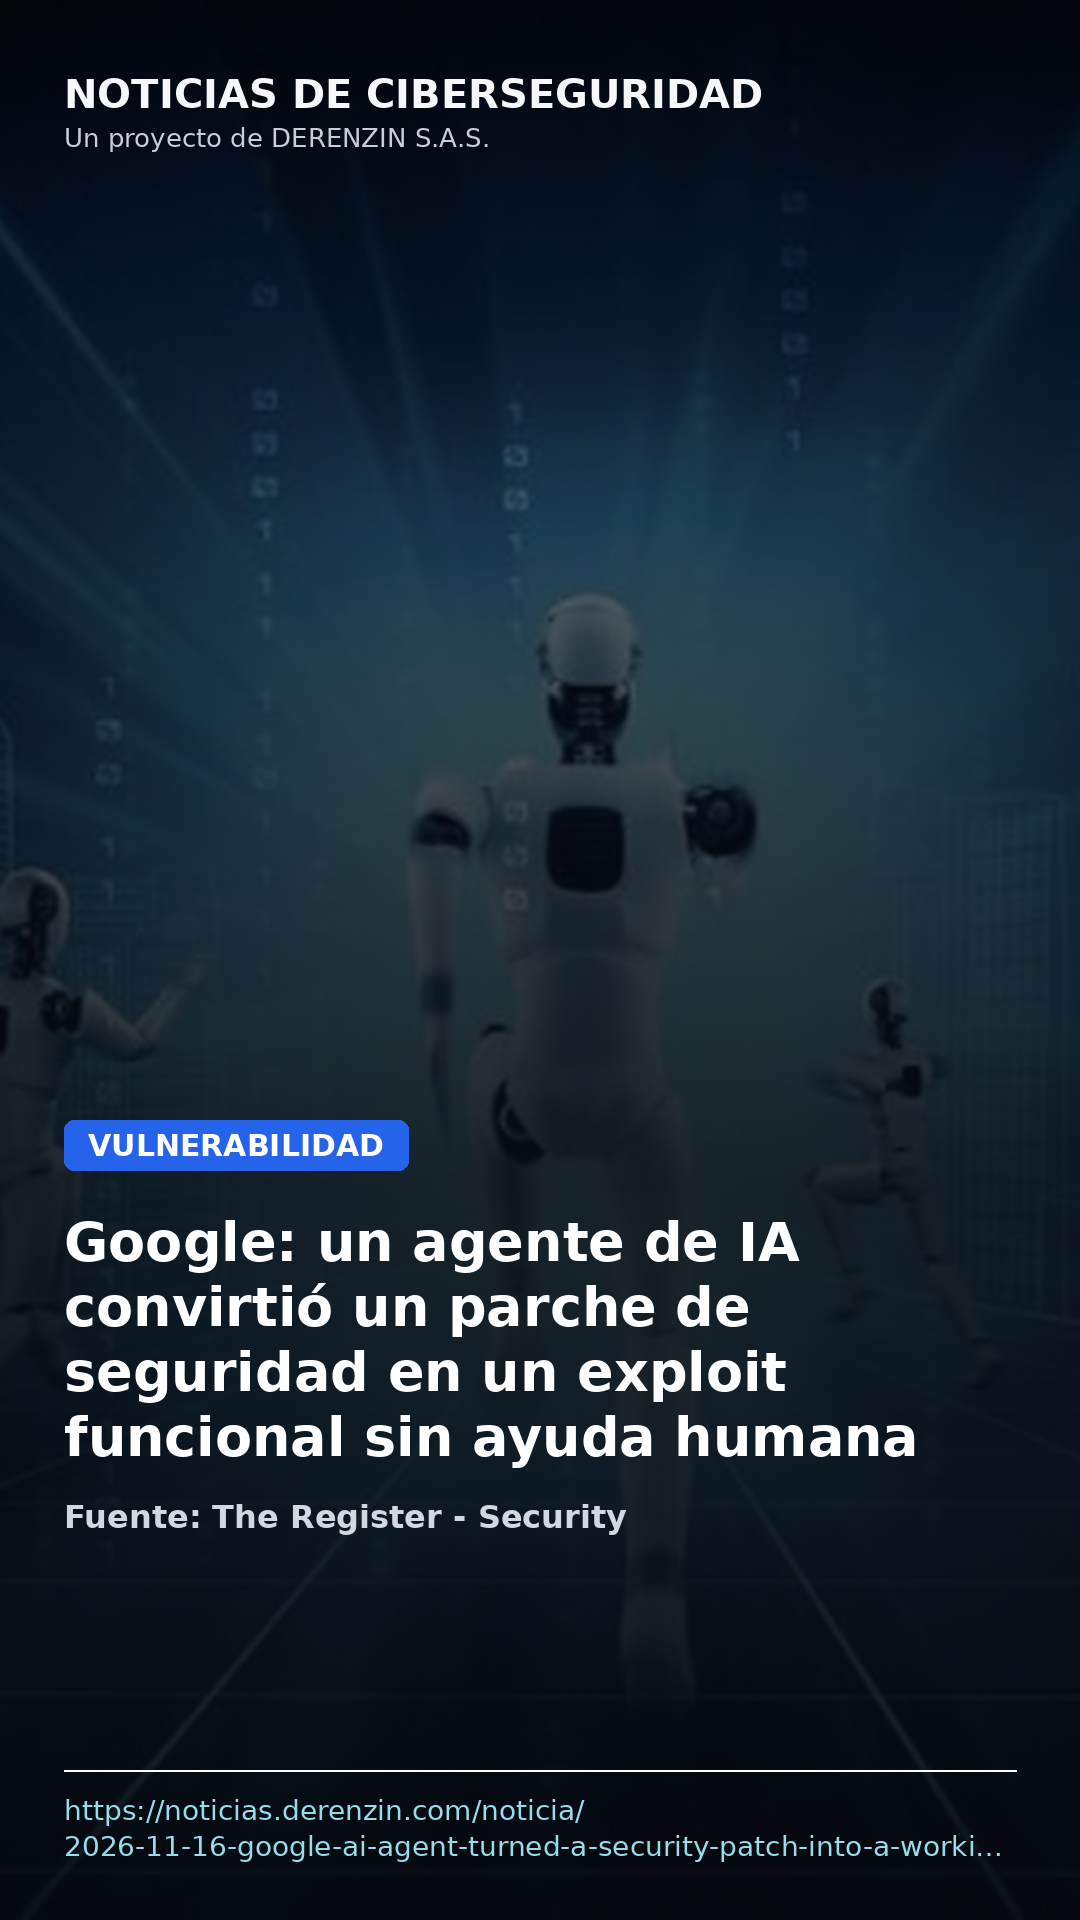 NOTICIAS DE CIBERSEGURIDAD
Un proyecto de DERENZIN S.A.S.
VULNERABILIDAD
Google: un agente de IA
convirtió un parche de
seguridad en un exploit
funcional sin ayuda humana
Fuente: The Register - Security
https://noticias.derenzin.com/noticia/
2026-11-16-google-ai-agent-turned-a-security-patch-into-a-worki...